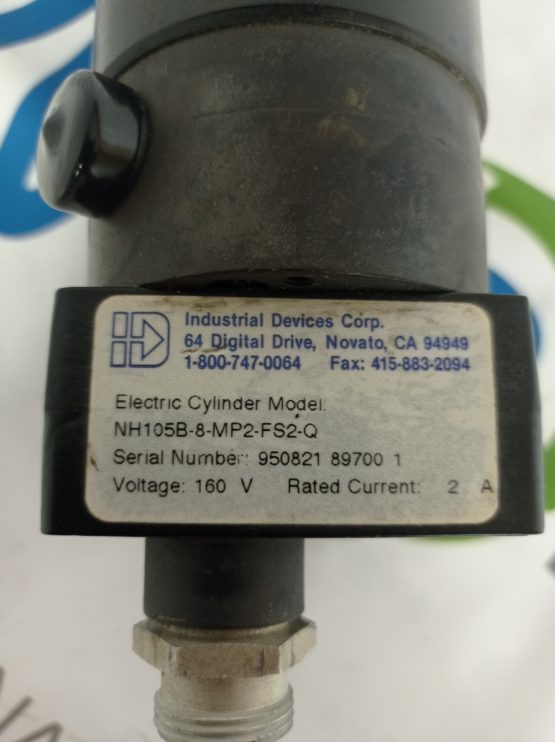 Industrial Devices Corp.
64 Digital Drive, Novato, CA 94949
1-800-747-0064 Fax: 415-883-2094
Electric Cylinder Model:
NH105B-8-MP2-FS2-Q
Serial Number: 950821 89700 1
Voltage: 160 V Rated Current: 2 A